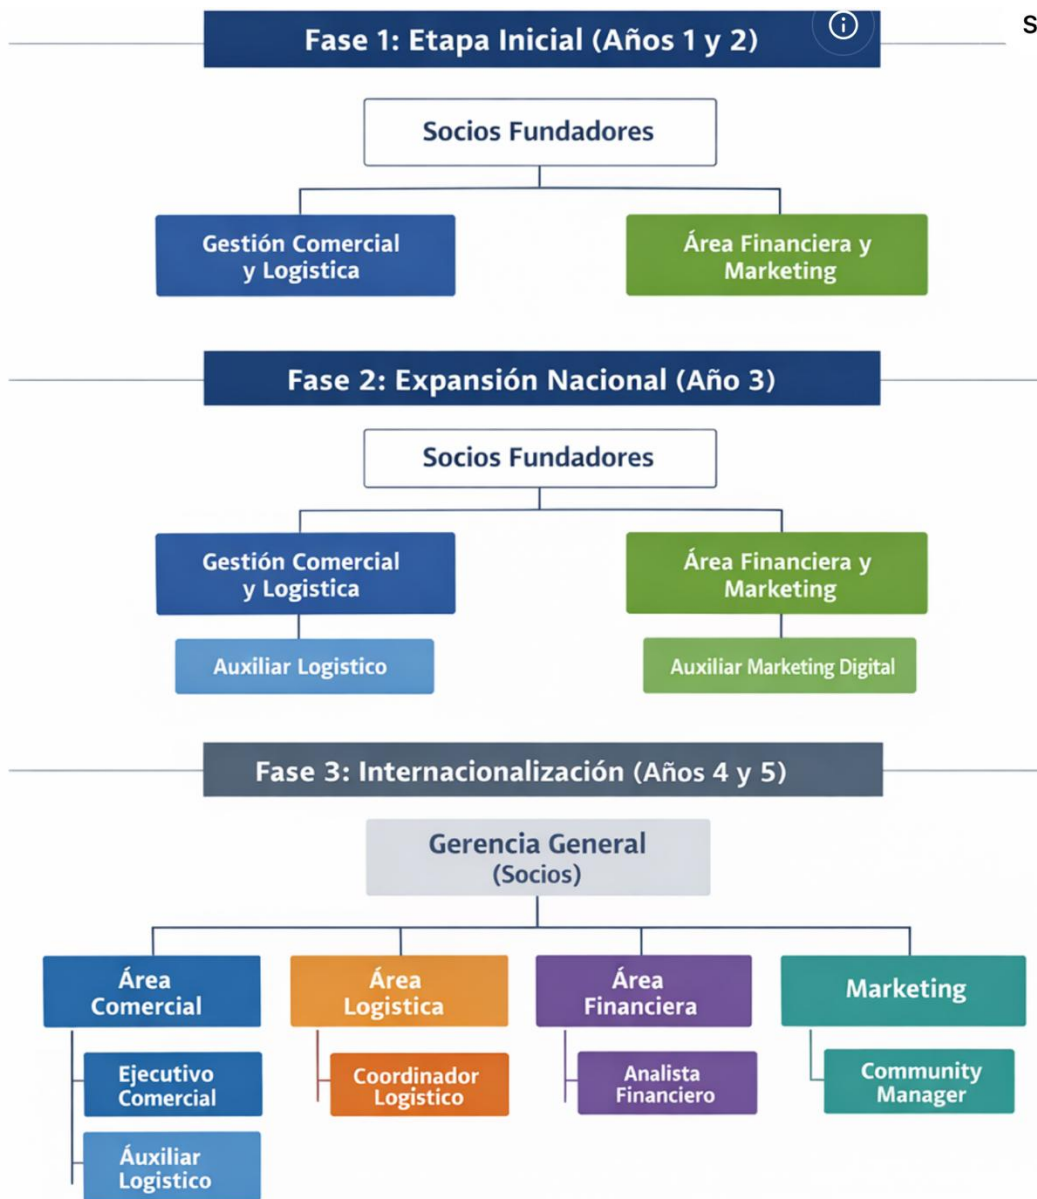 Fase 1: Etapa Inicial (Años 1 y 2)
S
Socios Fundadores
Gestión Comercial
y Logistica
Área Financiera y
Marketing
Fase 2: Expansión Nacional (Año 3)
Socios Fundadores
Gestión Comercial
y Logistica
Área Financiera y
Marketing
Auxiliar Logistico
Auxiliar Marketing Digital
Fase 3: Internacionalización (Años 4 y 5)
Gerencia General
(Socios)
Área
Comercial
Área
Logistica
Área
Financiera
Marketing
Ejecutivo
Comercial
Coordinador
Logistico
Analista
Financiero
Community
Manager
Áuxiliar
Logistico